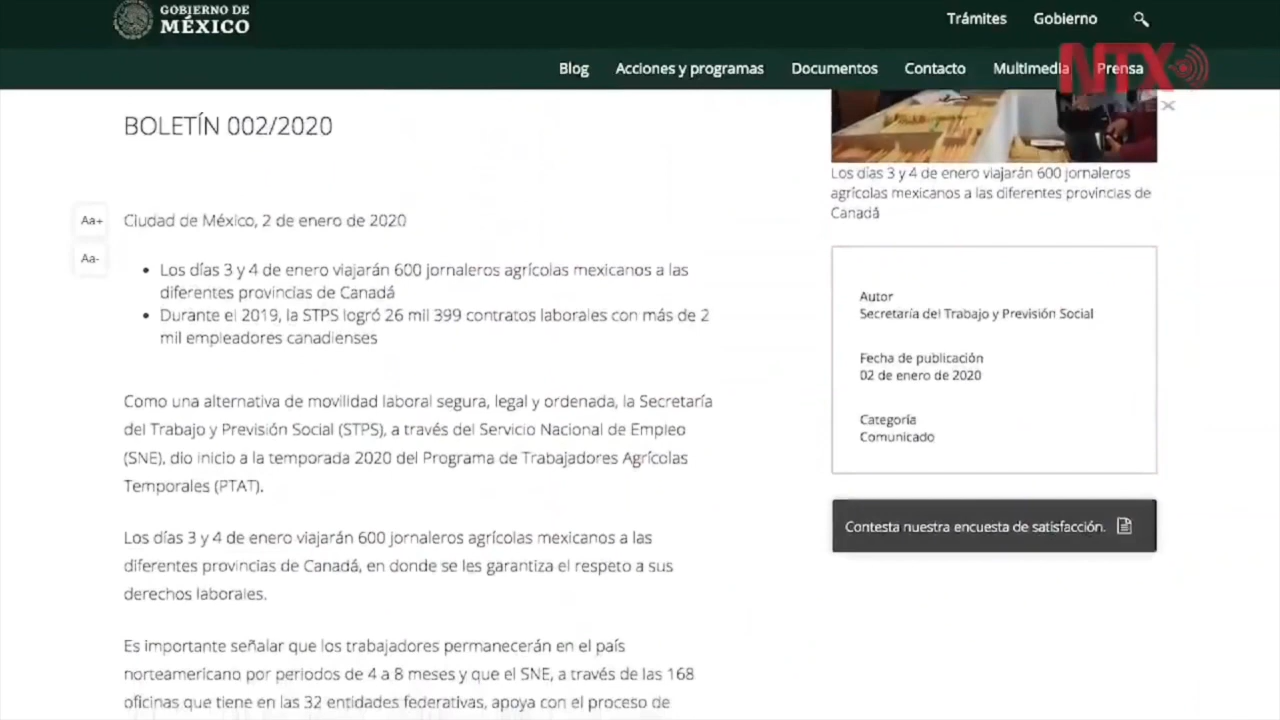 GOBIERNO DE
MÉXICO
Trámites
Gobierno
Blog
Acciones y programas
Documentos
Contacto
Multimedia
Prensa
NTX
BOLETÍN 002/2020
Aa+
Aa-
Ciudad de México, 2 de enero de 2020
• Los días 3 y 4 de enero viajarán 600 jornaleros agrícolas mexicanos a las
diferentes provincias de Canadá
• Durante el 2019, la STPS logró 26 mil 399 contratos laborales con más de 2
mil empleadores canadienses
Como una alternativa de movilidad laboral segura, legal y ordenada, la Secretaría
del Trabajo y Previsión Social (STPS), a través del Servicio Nacional de Empleo
(SNE), dio inicio a la temporada 2020 del Programa de Trabajadores Agrícolas
Temporales (PTAT).
Los días 3 y 4 de enero viajarán 600 jornaleros agrícolas mexicanos a las
diferentes provincias de Canadá, en donde se les garantiza el respeto a sus
derechos laborales.
Es importante señalar que los trabajadores permanecerán en el país
norteamericano por periodos de 4 a 8 meses y que el SNE, a través de las 168
oficinas que tiene en las 32 entidades federativas, apoya con el proceso de
Los días 3 y 4 de enero viajarán 600 jornaleros
agrícolas mexicanos a las diferentes provincias de
Canadá
Autor
Secretaría del Trabajo y Previsión Social
Fecha de publicación
02 de enero de 2020
Categoría
Comunicado
Contesta nuestra encuesta de satisfacción.